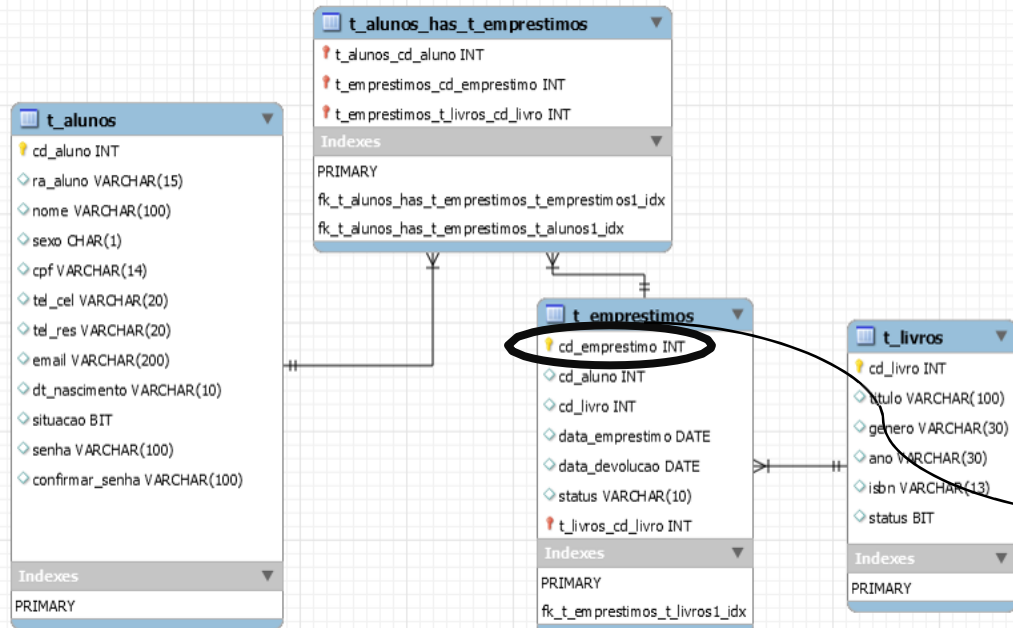 t_alunos_has_t_emprestimos
t_alunos_cd_aluno INT
t_emprestimos_cd_emprestimo INT
t_emprestimos_t_livros_cd_livro INT
Indexes
PRIMARY
fk_t_alunos_has_t_emprestimos_t_emprestimos1_idx
fk_t_alunos_has_t_emprestimos_t_alunos1_idx
t_alunos
cd_aluno INT
ra_aluno VARCHAR(15)
nome VARCHAR(100)
sexo CHAR(1)
cpf VARCHAR(14)
tel_cel VARCHAR(20)
tel_res VARCHAR(20)
email VARCHAR(200)
dt_nascimento VARCHAR(10)
situacao BIT
senha VARCHAR(100)
confirmar_senha VARCHAR(100)
Indexes
PRIMARY
t_emprestimos
cd_emprestimo INT
cd_aluno INT
cd_livro INT
data_emprestimo DATE
data_devolucao DATE
status VARCHAR(10)
t_livros_cd_livro INT
Indexes
PRIMARY
fk_t_emprestimos_t_livros1_idx
t_livros
cd_livro INT
titulo VARCHAR(100)
genero VARCHAR(30)
ano VARCHAR(30)
isbn VARCHAR(13)
status BIT
Indexes
PRIMARY